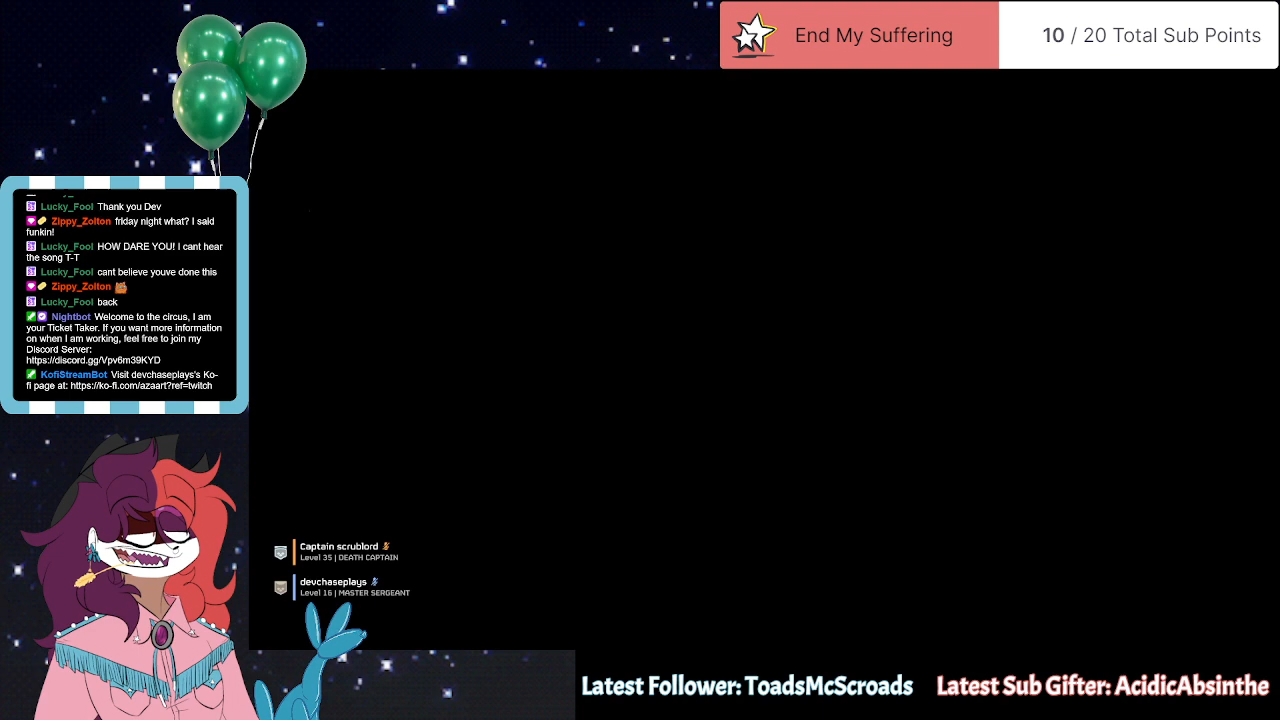 End My Suffering
10 / 20 Total Sub Points
Lucky_Fool Thank you Dev
Zippy_Zolton friday night what? I said
funkin!
Lucky_Fool HOW DARE YOU! I cant hear
the song T-T
Lucky_Fool cant believe youve done this
Zippy_Zolton
Lucky_Fool back
Nightbot Welcome to the circus, I am
your Ticket Taker. If you want more information
on when I am working, feel free to join my
Discord Server:
https://discord.gg/Vpv6m39KYD
KofiStreamBot Visit devchaseplays's Ko-
fi page at: https://ko-fi.com/azaart?ref=twitch
Captain scrublord
Level 35 | DEATH CAPTAIN
devchaseplays
Level 16 | MASTER SERGEANT
Latest Follower: ToadsMcScroads
Latest Sub Gifter: AcidicAbsinthe